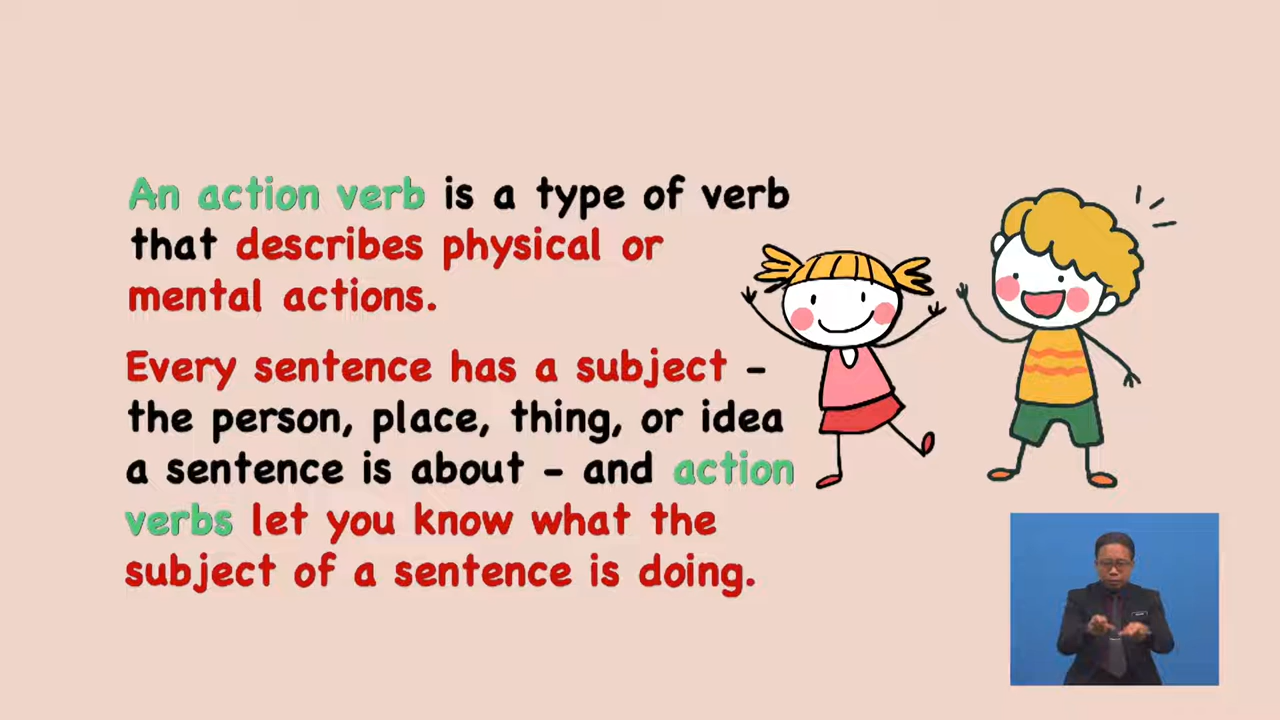 An action verb is a type of verb
that describes physical or
mental actions.
Every sentence has a subject -
the person, place, thing, or idea
a sentence is about - and action
verbs let you know what the
subject of a sentence is doing.